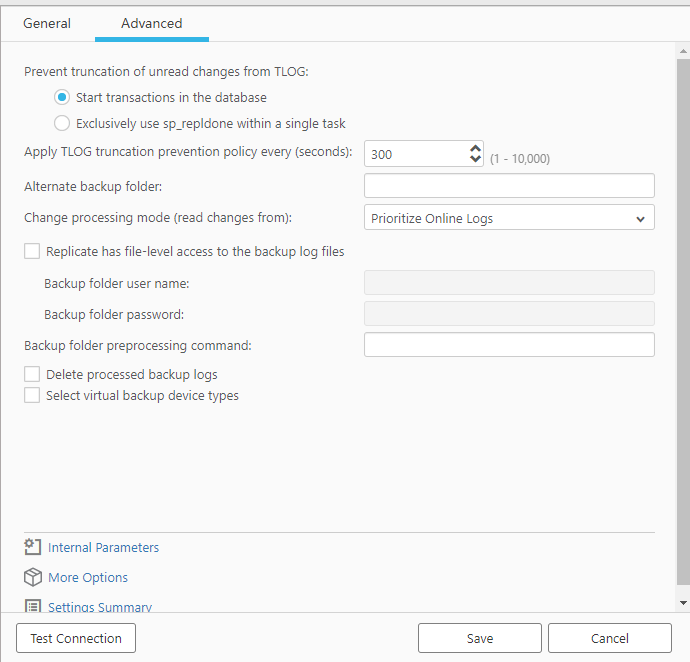 General Advanced
Prevent truncation of unread changes from TLOG:
Start transactions in the database
Exclusively use sp_repldone within a single task
Apply TLOG truncation prevention policy every (seconds): 300 (1 - 10,000)
Alternate backup folder:
Change processing mode (read changes from): Prioritize Online Logs
Replicate has file-level access to the backup log files
Backup folder user name:
Backup folder password:
Backup folder preprocessing command:
Delete processed backup logs
Select virtual backup device types
Internal Parameters
More Options
Settings Summary
Test Connection Save Cancel